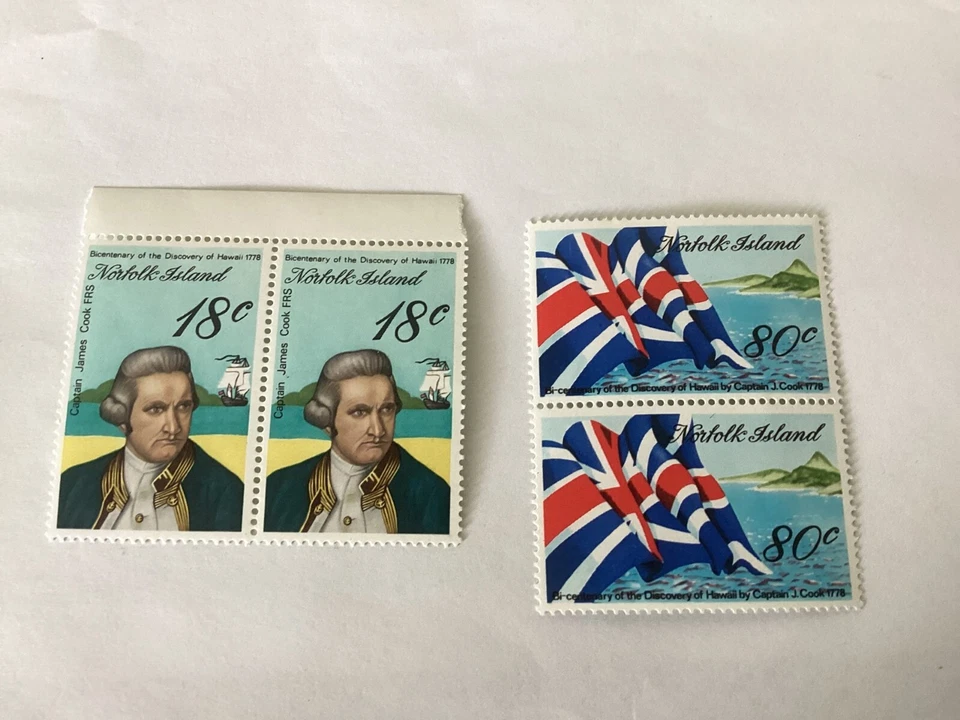 Bicentenary of the Discovery of Hawaii 1778
Norfolk Island
18c
Captain James Cook FRS
Bicentenary of the Discovery of Hawaii 1778
Norfolk Island
18c
Captain James Cook FRS
Norfolk Island
80c
Bi-centenary of the Discovery of Hawaii by Captain J. Cook 1778
Norfolk Island
80c
Bi-centenary of the Discovery of Hawaii by Captain J. Cook 1778